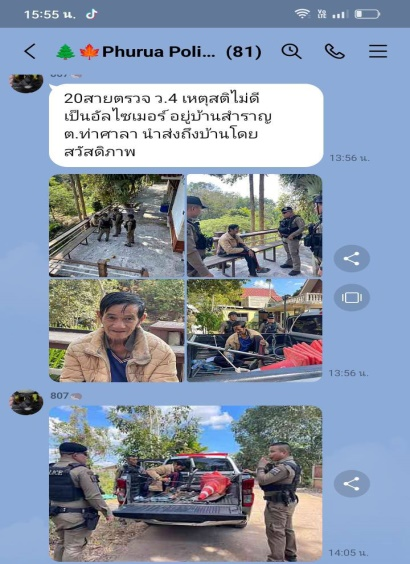 15:55 น.
Phurua Poli... (81)
20สายตรวจ ว.4 เหตุสติไม่ดี
เป็นอัลไซเมอร์ อยู่บ้านสำราญ
ต.ท่าศาลา นำส่งถึงบ้านโดย
สวัสดิภาพ
13:56 น.
13:56 น.
807
14:05 น.